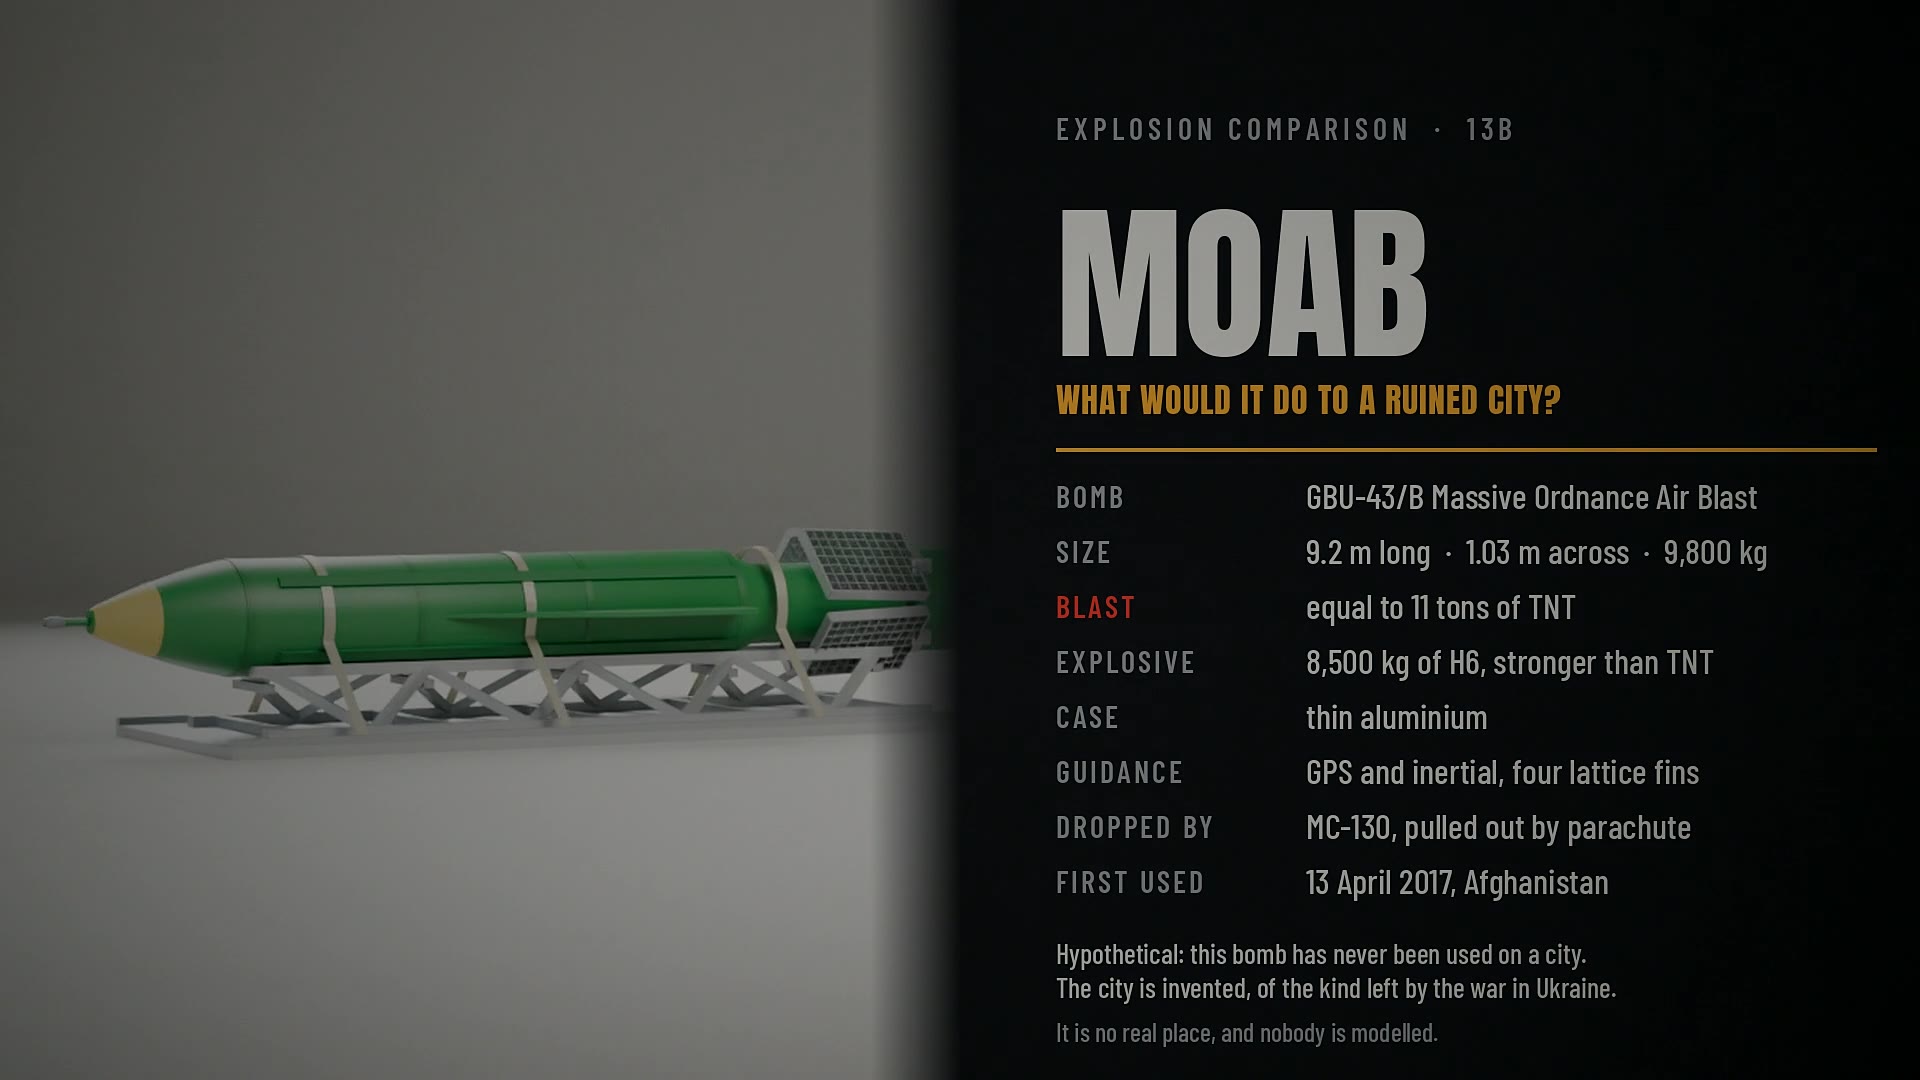 EXPLOSION COMPARISON · 13B
MOAB
WHAT WOULD IT DO TO A RUINED CITY?
BOMB GBU-43/B Massive Ordnance Air Blast
SIZE 9.2 m long · 1.03 m across · 9,800 kg
BLAST equal to 11 tons of TNT
EXPLOSIVE 8,500 kg of H6, stronger than TNT
CASE thin aluminium
GUIDANCE GPS and inertial, four lattice fins
DROPPED BY MC-130, pulled out by parachute
FIRST USED 13 April 2017, Afghanistan
Hypothetical: this bomb has never been used on a city.
The city is invented, of the kind left by the war in Ukraine.
It is no real place, and nobody is modelled.